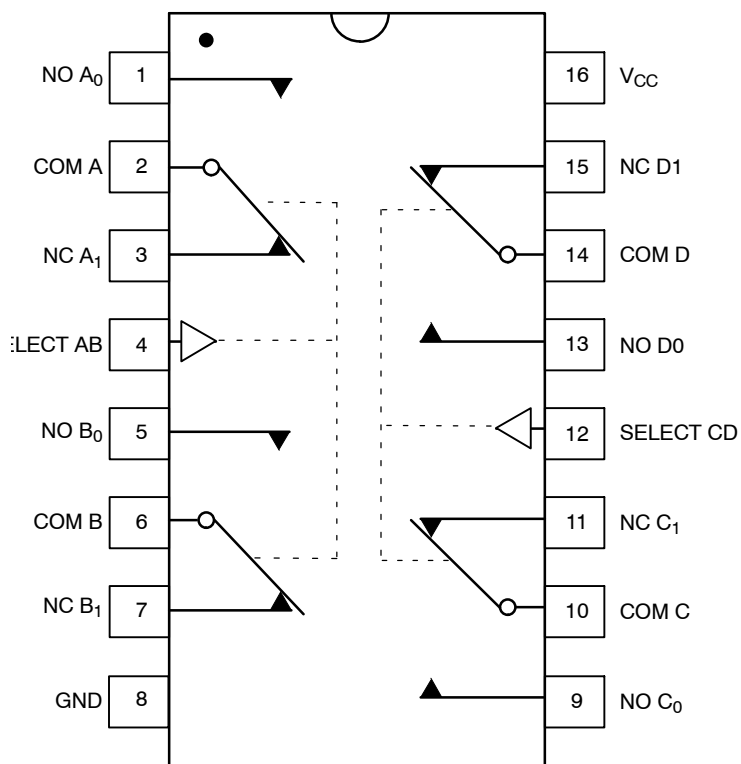 NO A0
1
COM A
2
NC A1
3
ELECT AB
4
NO B0
5
COM B
6
NC B1
7
GND
8
16
VCC
15
NC D1
14
COM D
13
NO D0
12
SELECT CD
11
NC C1
10
COM C
9
NO C0